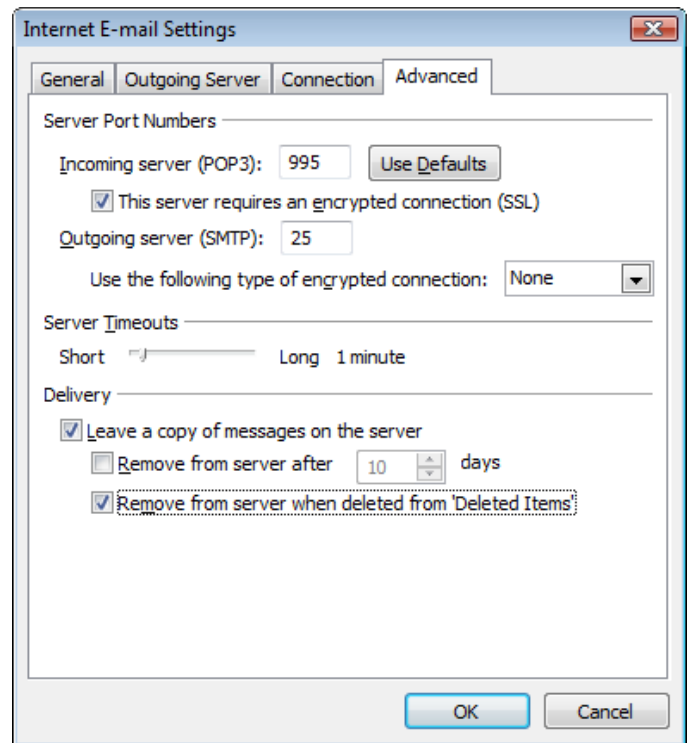 Internet E-mail Settings
General Outgoing Server Connection Advanced
Server Port Numbers
Incoming server (POP3): 995 Use Defaults
This server requires an encrypted connection (SSL)
Outgoing server (SMTP): 25
Use the following type of encrypted connection: None
Server Timeouts
Short Long 1 minute
Delivery
Leave a copy of messages on the server
Remove from server after 10 days
Remove from server when deleted from 'Deleted Items'
OK Cancel